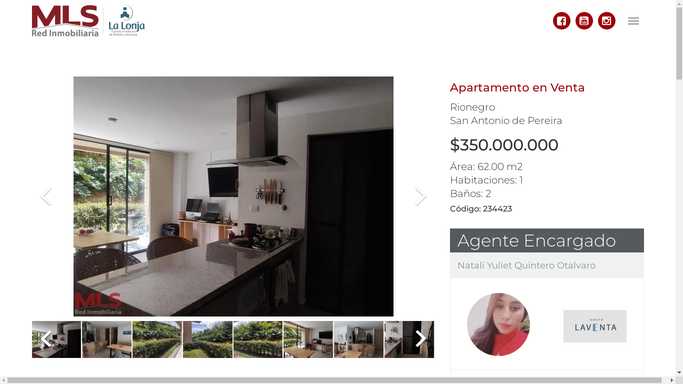 MLS
Red Inmobiliaria
La Lonja
Apartamento en Venta
Rionegro
San Antonio de Pereira
$350.000.000
Área: 62.00 m2
Habitaciones: 1
Baños: 2
Código: 234423
MLS
Red Inmobiliaria
Agente Encargado
Natali Yuliet Quintero Otalvaro
LAVENTA